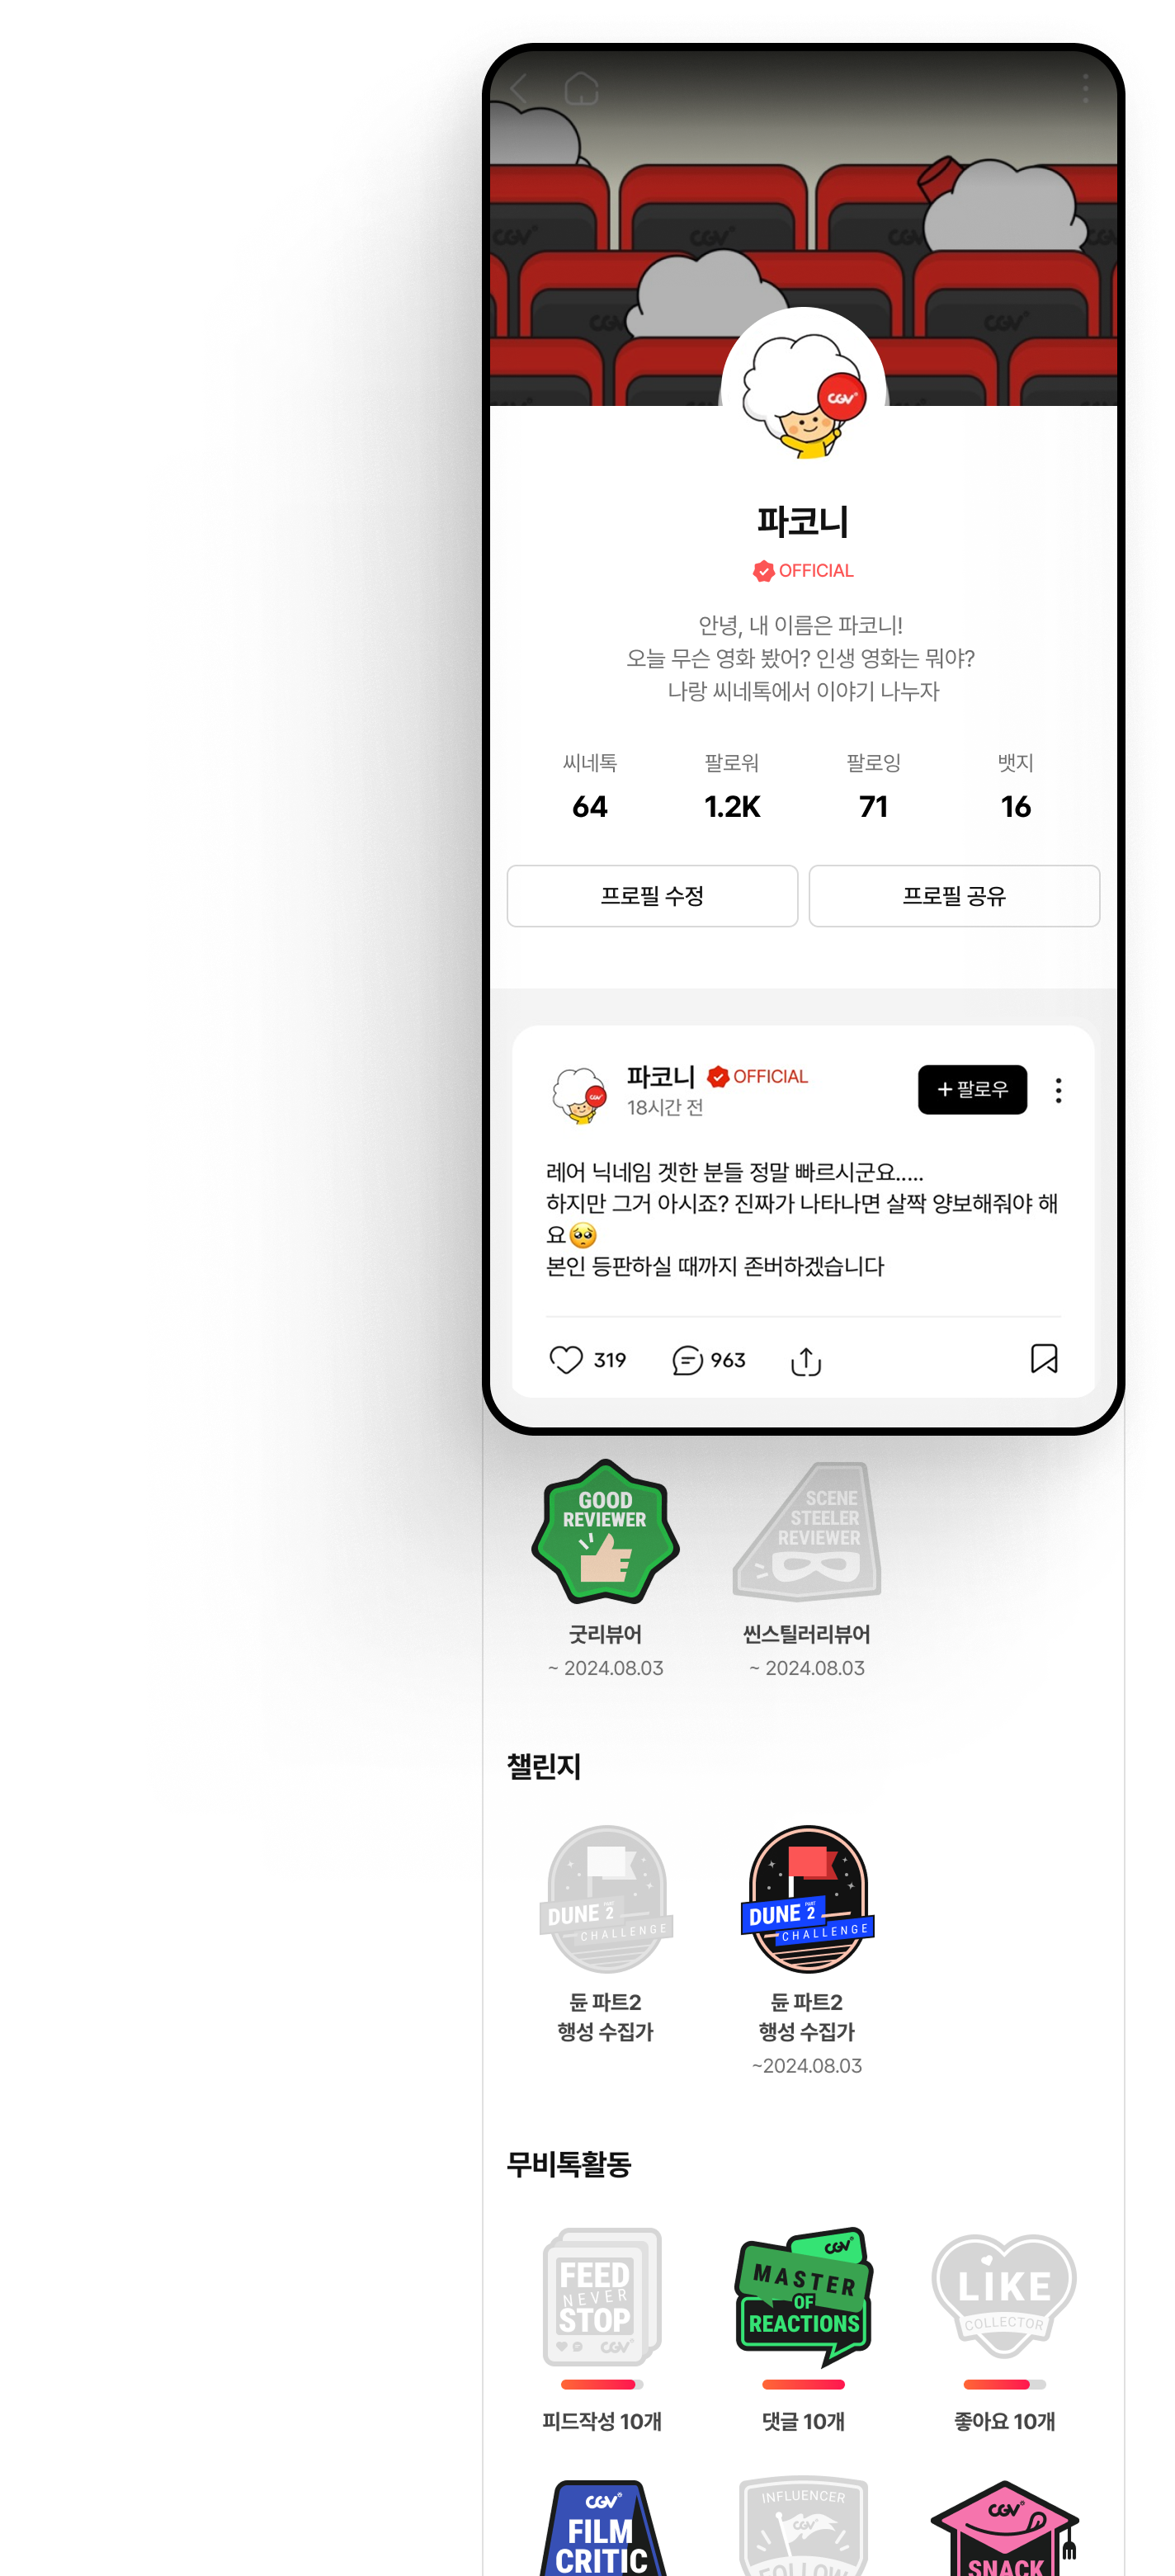 CGV CGV CGV CGV
CGV CGV
CGV
파코니
OFFICIAL
안녕, 내 이름은 파코니!
오늘 무슨 영화 봤어? 인생 영화는 뭐야?
나랑 씨네톡에서 이야기 나누자
씨네톡 팔로워 팔로잉 뱃지
64 1.2K 71 16
프로필 수정 프로필 공유
CGV
파코니 OFFICIAL
18시간 전
+ 팔로우
레어 닉네임 겟한 분들 정말 빠르시군요.....
하지만 그거 아시죠? 진짜가 나타나면 살짝 양보해줘야 해
요🥺
본인 등판하실 때까지 존버하겠습니다
319 963
GOOD
REVIEWER
SCENE
STEELER
REVIEWER
굿리뷰어 씬스틸러리뷰어
~ 2024.08.03 ~ 2024.08.03
챌린지
DUNE PART 2
CHALLENGE
DUNE PART 2
CHALLENGE
듄 파트2
행성 수집가
듄 파트2
행성 수집가
~2024.08.03
무비톡활동
FEED
NEVER
STOP
CGV
CGV
MASTER
OF
REACTIONS
LIKE
COLLECTOR
피드작성 10개 댓글 10개 좋아요 10개
CGV
FILM
CRITIC
INFLUENCER
CGV
FOLLOW
CGV
SNACK